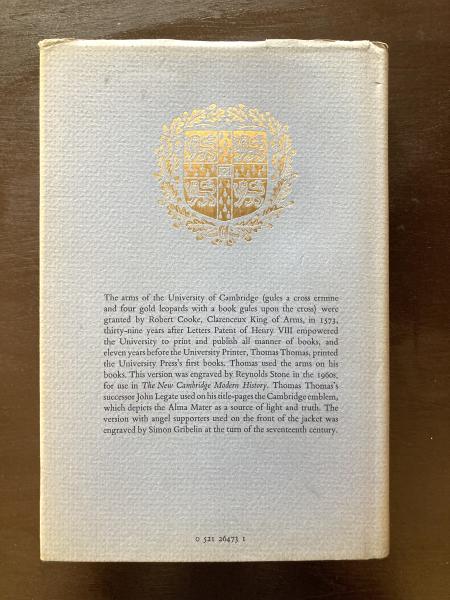 The arms of the University of Cambridge (gules a cross ermine
and four gold leopards with a book gules upon the cross) were
granted by Robert Cooke, Clarenceux King of Arms, in 1573,
thirty-nine years after Letters Patent of Henry VIII empowered
the University to print and publish all manner of books, and
eleven years before the University Printer, Thomas Thomas, printed
the University Press's first books. Thomas used the arms on his
books. This version was engraved by Reynolds Stone in the 1960s,
for use in The New Cambridge Modern History. Thomas Thomas's
successor John Legate used on his title-pages the Cambridge emblem,
which depicts the Alma Mater as a source of light and truth. The
version with angel supporters used on the front of the jacket was
engraved by Simon Gribelin at the turn of the seventeenth century.
0 521 26473 1